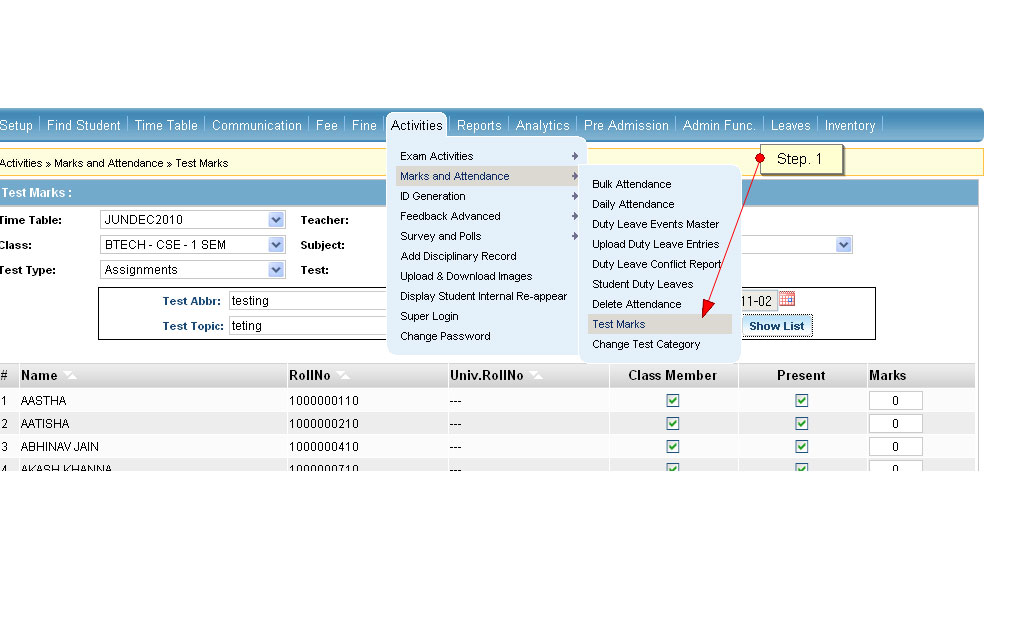 Setup Find Student Time Table Communication Fee Fine Activities Reports Analytics Pre Admission Admin Func. Leaves Inventory
Activities » Marks and Attendance » Test Marks
Step. 1
Test Marks :
Time Table: JUNDEC2010 Teacher:
Class: BTECH - CSE - 1 SEM Subject:
Test Type: Assignments Test:
Test Abbr: testing
11-02
Test Topic: teting
Show List
Exam Activities
Marks and Attendance
ID Generation
Feedback Advanced
Survey and Polls
Add Disciplinary Record
Upload & Download Images
Display Student Internal Re-appear
Super Login
Change Password
Bulk Attendance
Daily Attendance
Duty Leave Events Master
Upload Duty Leave Entries
Duty Leave Conflict Report
Student Duty Leaves
Delete Attendance
Test Marks
Change Test Category
# Name RollNo Univ.RollNo Class Member Present Marks
1 AASTHA 1000000110 --- 0
2 AATISHA 1000000210 --- 0
3 ABHINAV JAIN 1000000410 --- 0
4 AKASH KHANNA 1000000710 --- 0